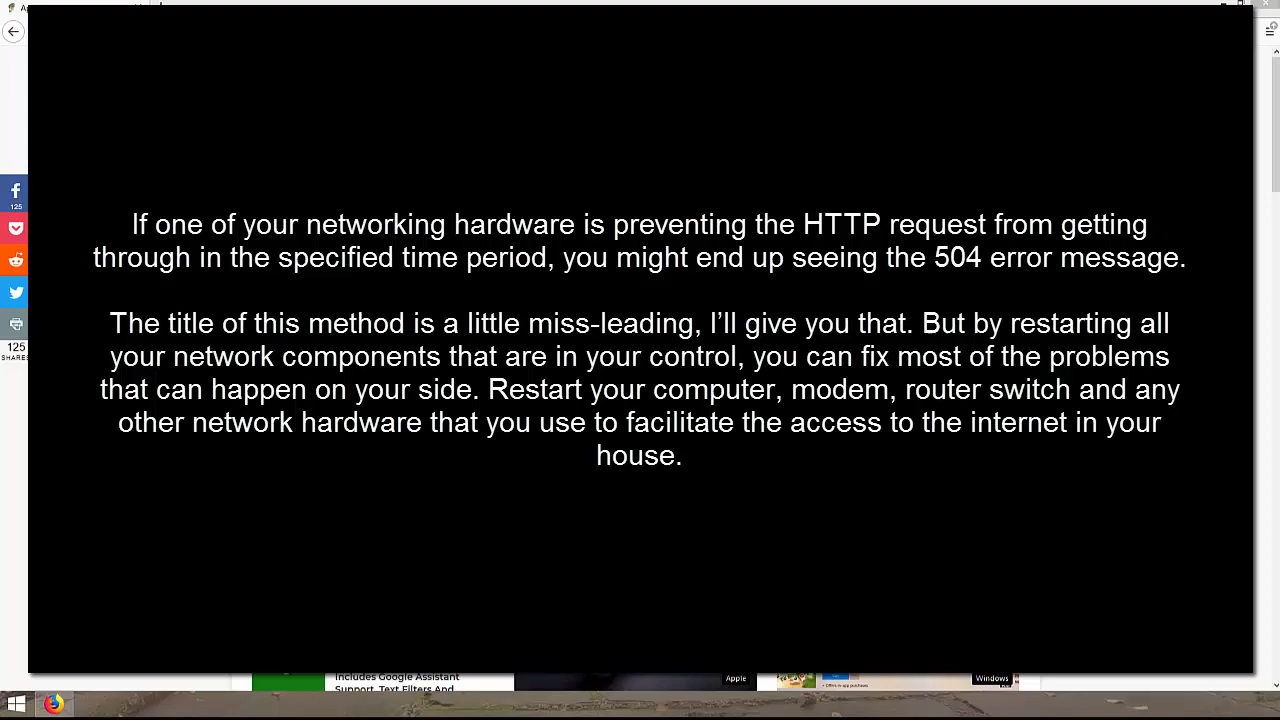 125
If one of your networking hardware is preventing the HTTP request from getting
through in the specified time period, you might end up seeing the 504 error message.
The title of this method is a little miss-leading, I’ll give you that. But by restarting all
your network components that are in your control, you can fix most of the problems
that can happen on your side. Restart your computer, modem, router switch and any
other network hardware that you use to facilitate the access to the internet in your
house.
125
SHARES
Includes Google Assistant
Support, Text Filters And
Apple
Windows